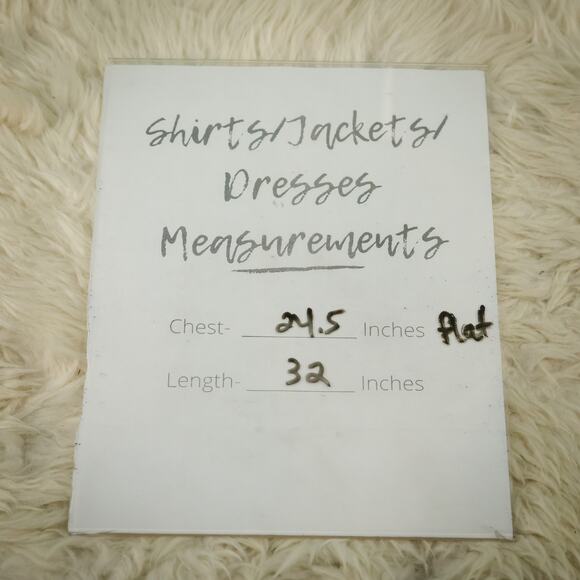 Shirts/Jackets/
Dresses
Measurements
Chest- 24.5 Inches flat
Length- 32 Inches